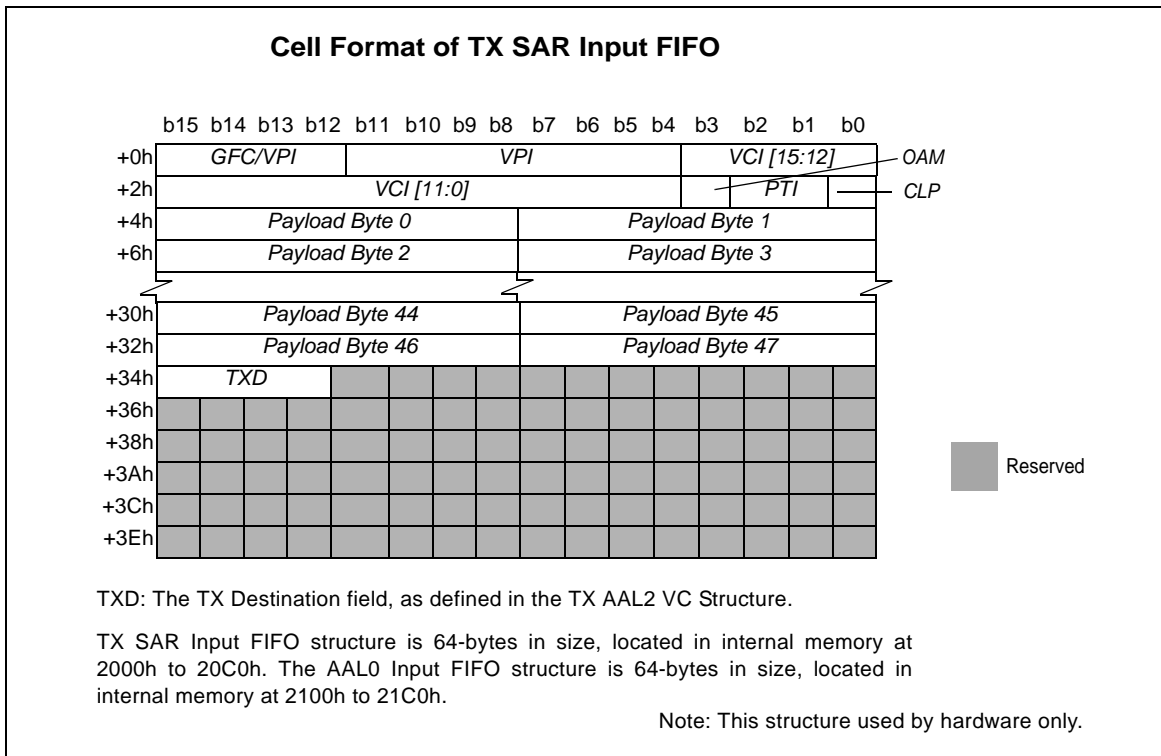 Cell Format of TX SAR Input FIFO
b15 b14 b13 b12 b11 b10 b9 b8 b7 b6 b5 b4 b3 b2 b1 b0
+0h GFC/VPI VPI VCI [15:12] OAM
+2h VCI [11:0] PTI CLP
+4h Payload Byte 0 Payload Byte 1
+6h Payload Byte 2 Payload Byte 3
+30h Payload Byte 44 Payload Byte 45
+32h Payload Byte 46 Payload Byte 47
+34h TXD
+36h
+38h
+3Ah Reserved
+3Ch
+3Eh
TXD: The TX Destination field, as defined in the TX AAL2 VC Structure.
TX SAR Input FIFO structure is 64-bytes in size, located in internal memory at
2000h to 20C0h. The AAL0 Input FIFO structure is 64-bytes in size, located in
internal memory at 2100h to 21C0h.
Note: This structure used by hardware only.